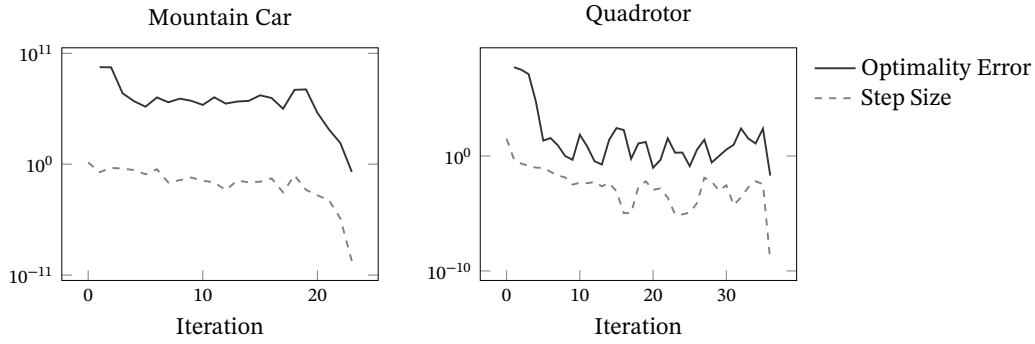 Mountain Car
10^11
10^0
10^-11
0
10
20
Iteration
Quadrotor
10^0
10^-10
0
10
20
30
Iteration
Optimality Error
Step Size